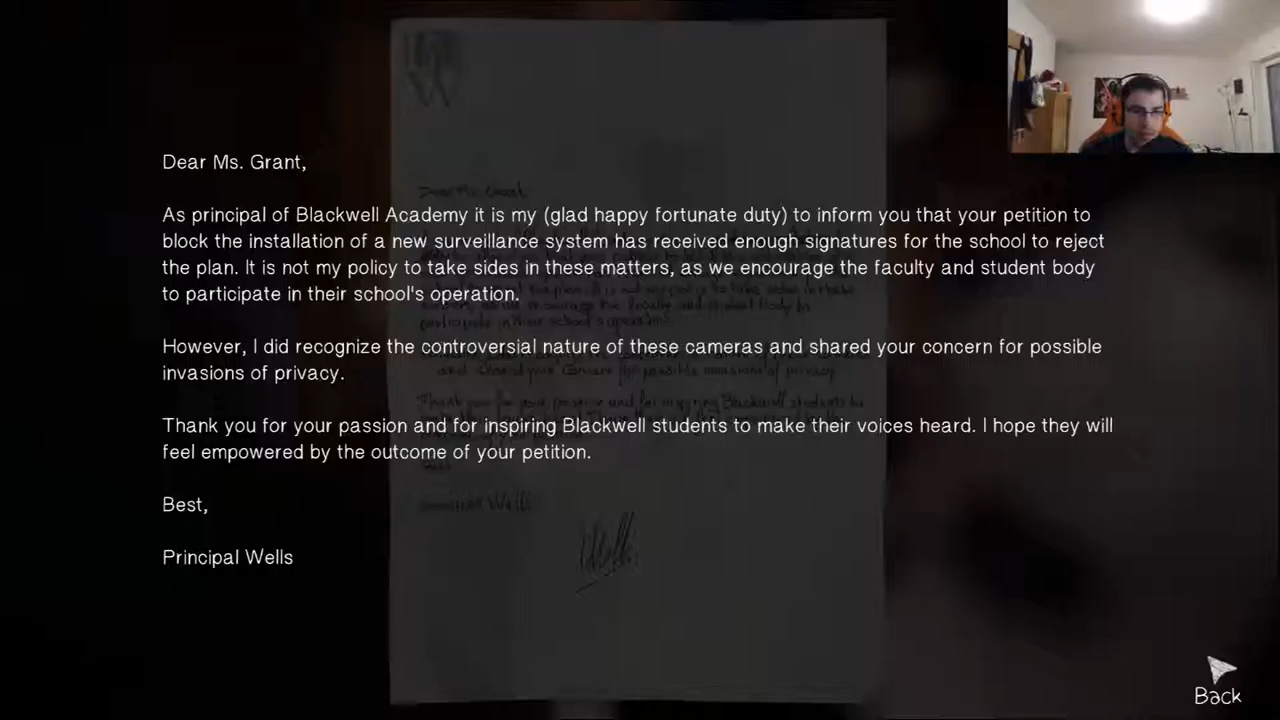 Dear Ms. Grant,
As principal of Blackwell Academy it is my (glad happy fortunate duty) to inform you that your petition to
block the installation of a new surveillance system has received enough signatures for the school to reject
the plan. It is not my policy to take sides in these matters, as we encourage the faculty and student body
to participate in their school's operation.
However, I did recognize the controversial nature of these cameras and shared your concern for possible
invasions of privacy.
Thank you for your passion and for inspiring Blackwell students to make their voices heard. I hope they will
feel empowered by the outcome of your petition.
Best,
Principal Wells
Back